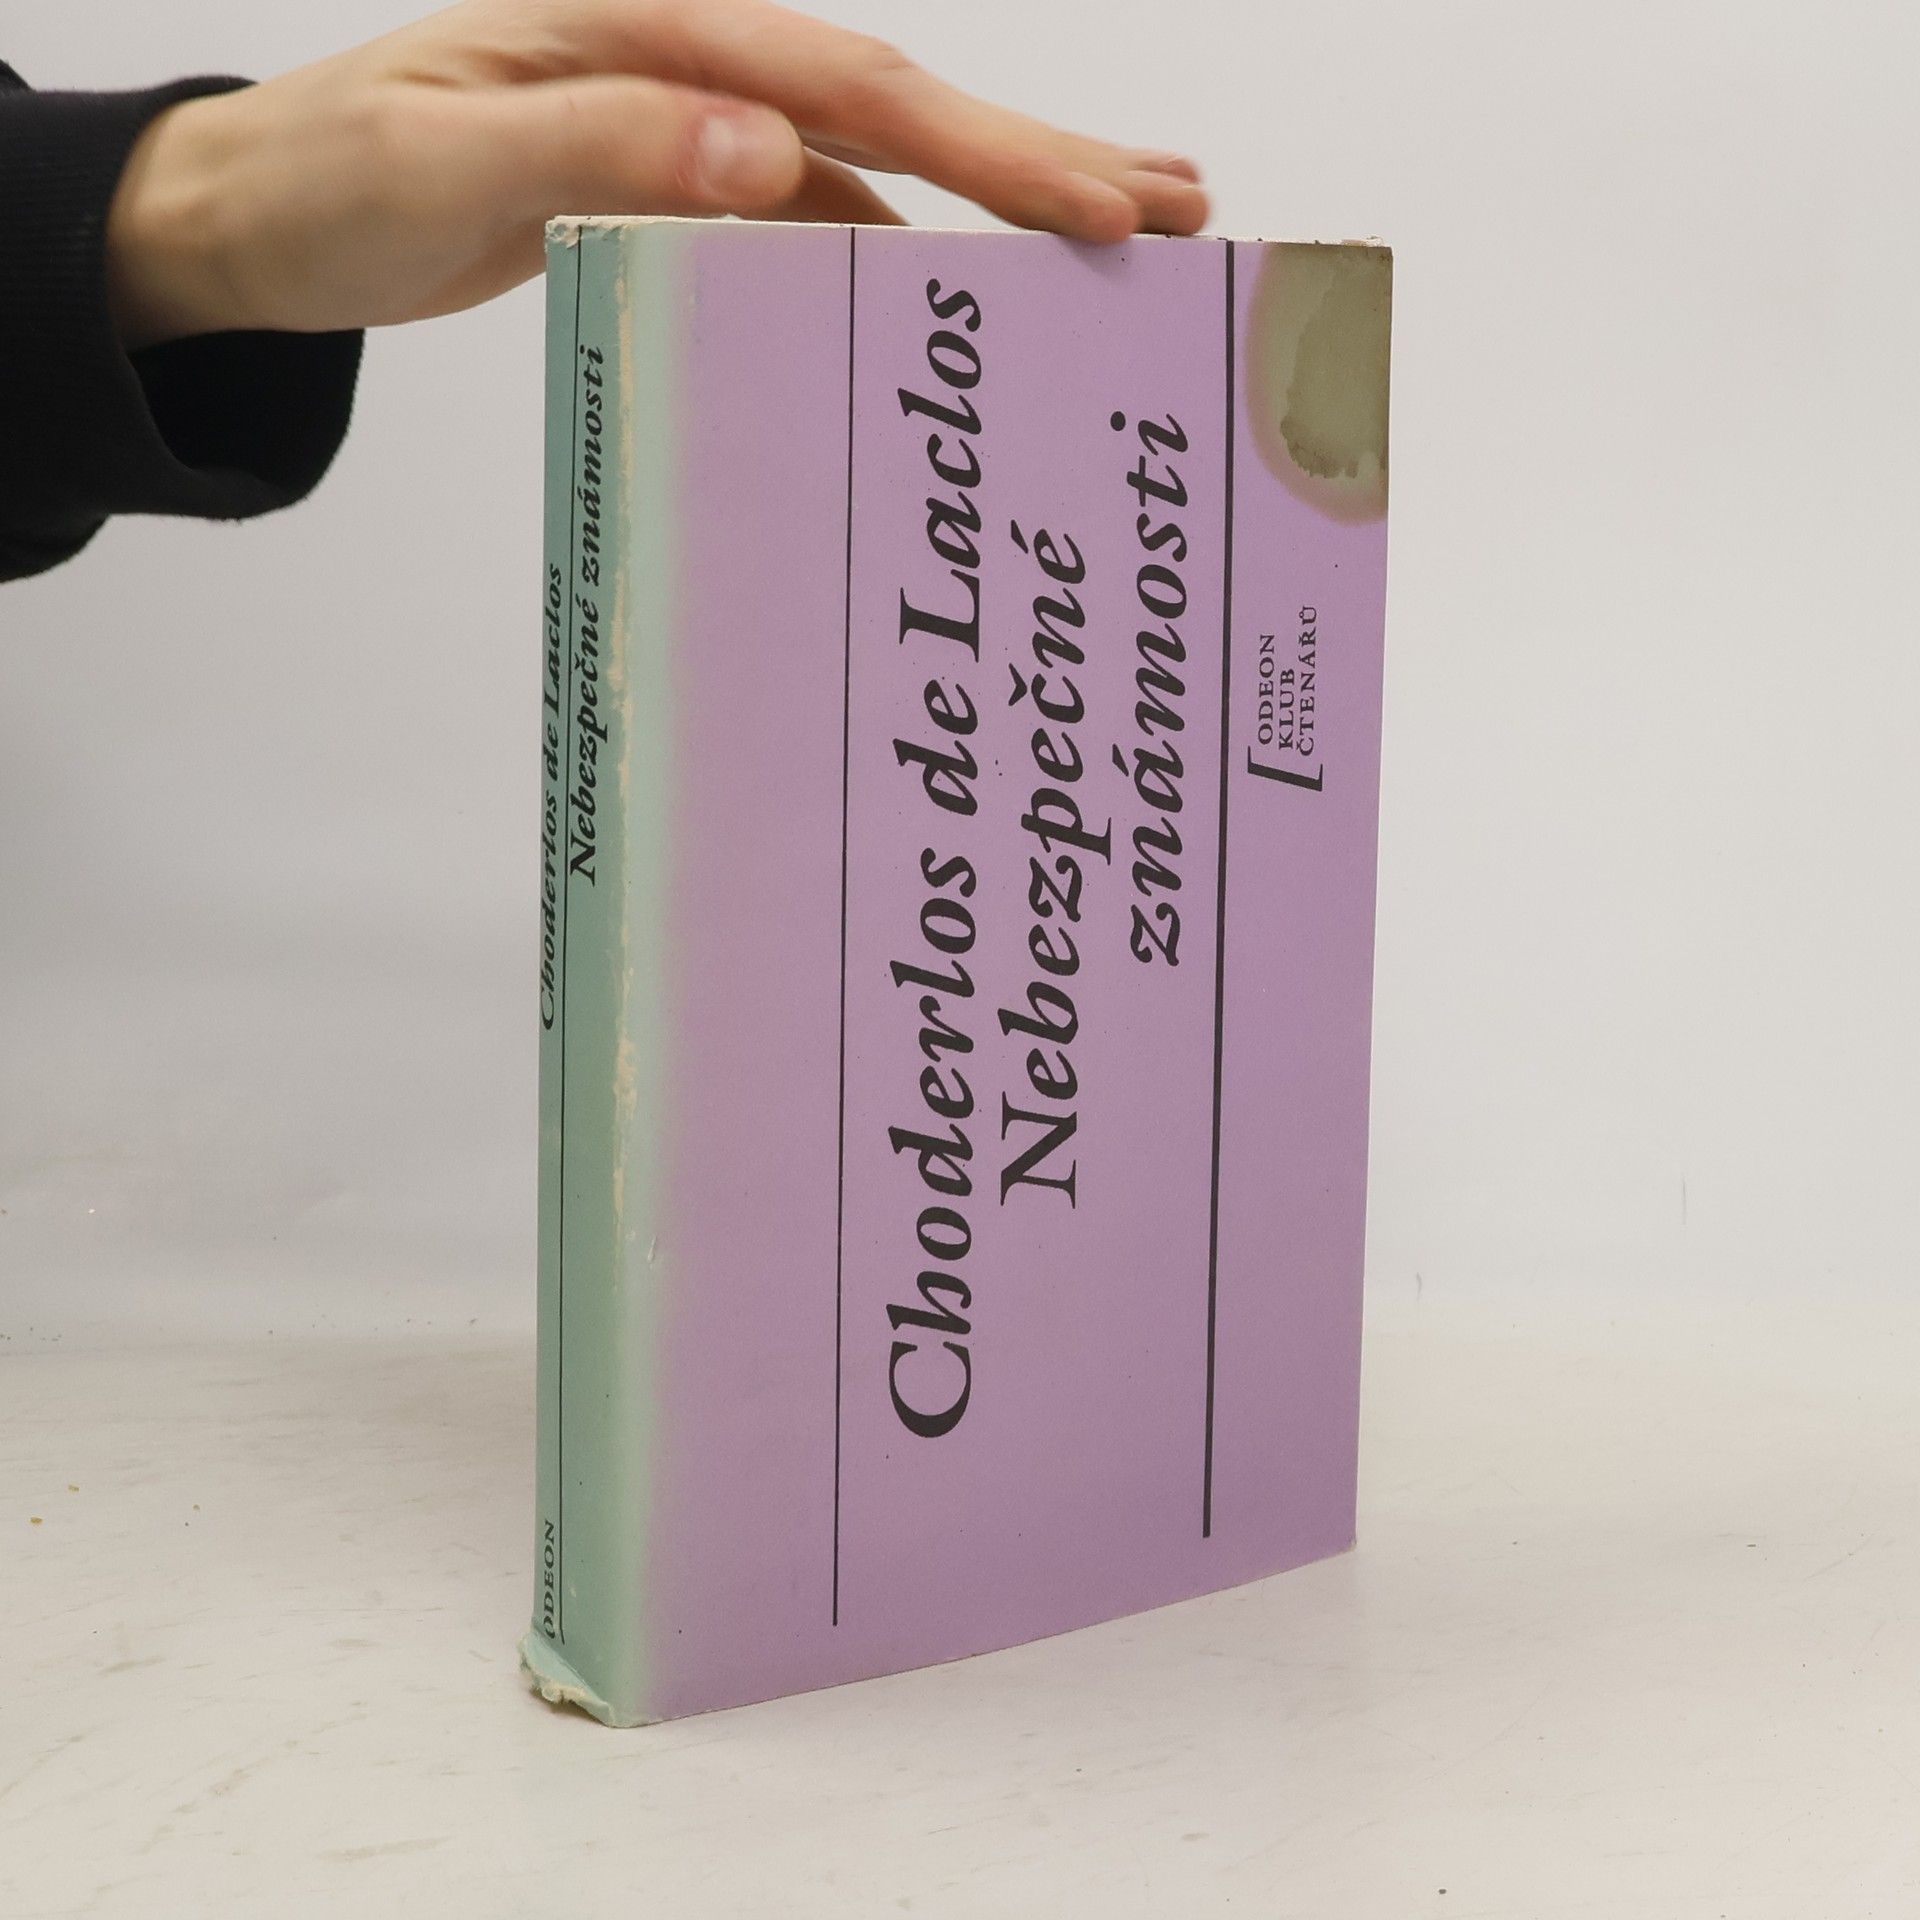 Choderlos de Laclos
Nebezpečné známosti
ODEON
Choderlos de Laclos
Nebezpečné
známosti
[ODEON
KLUB
ČTENÁŘŮ